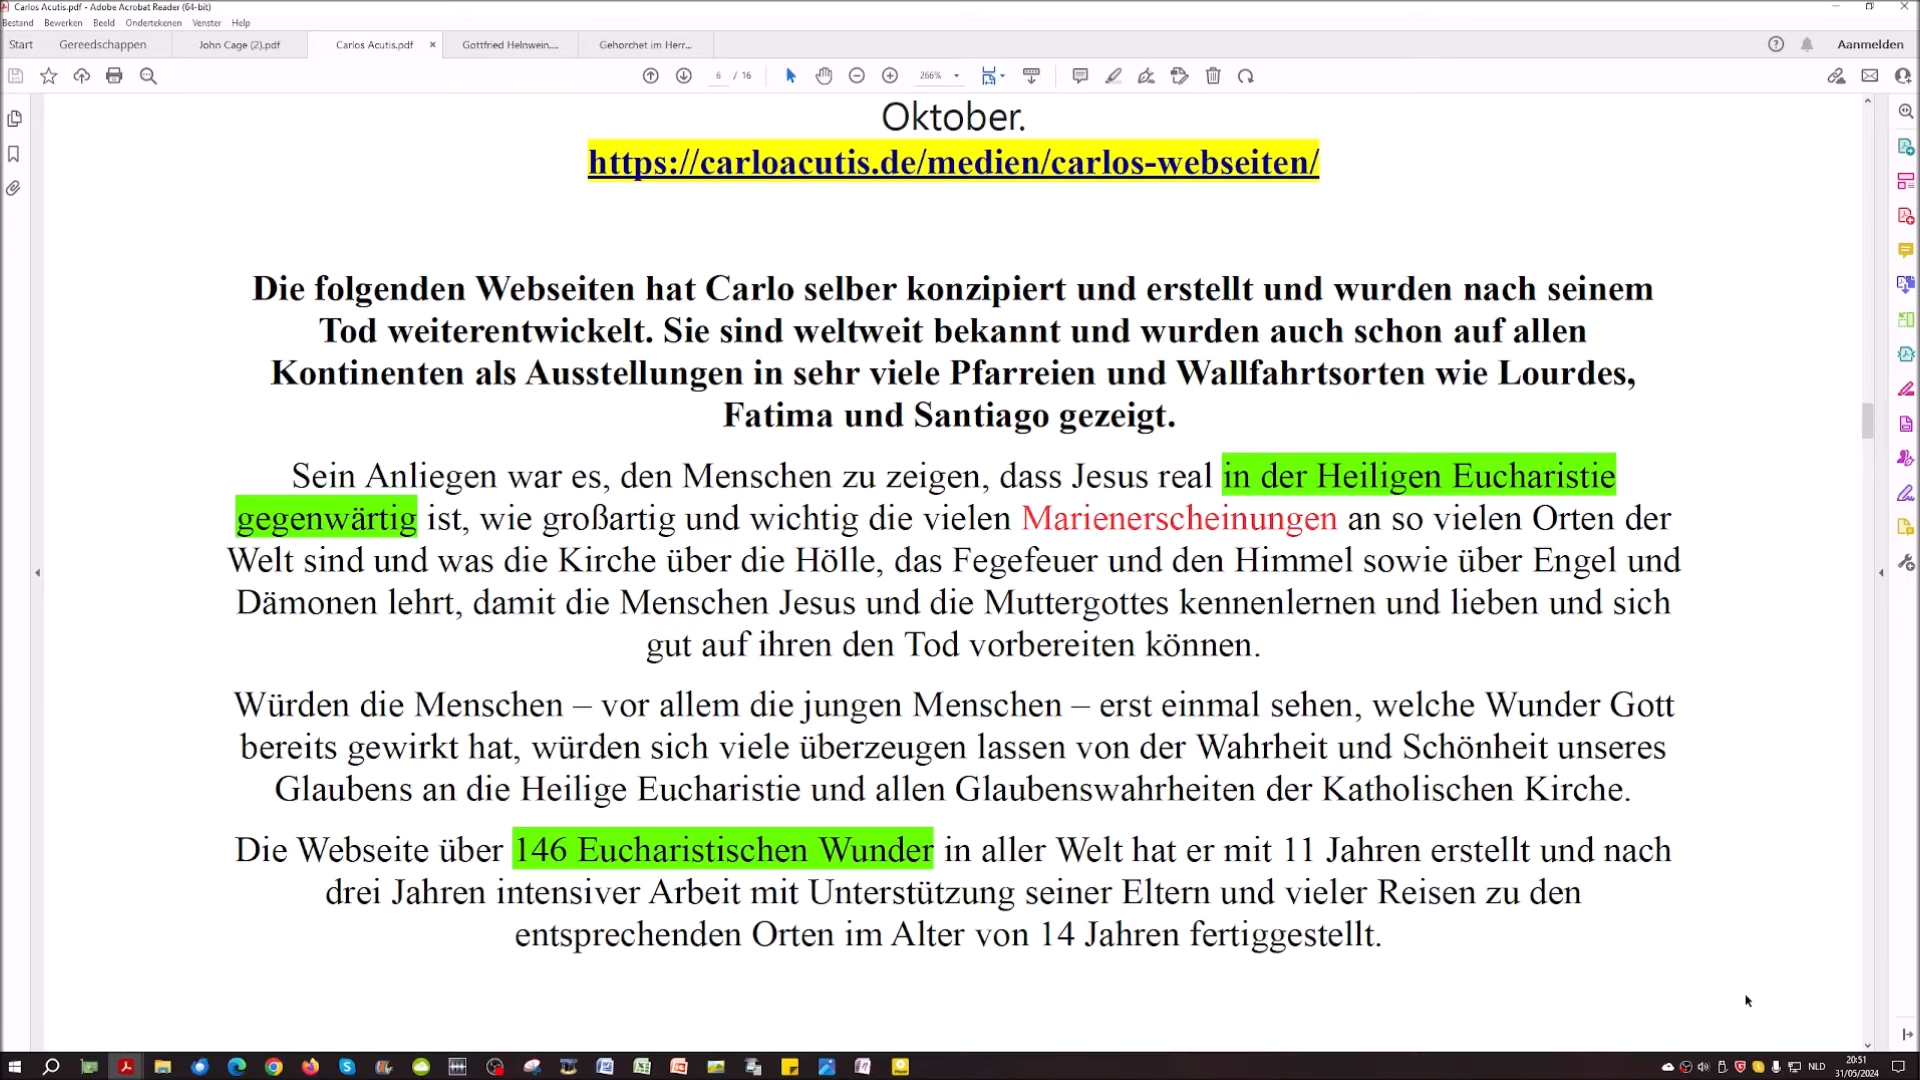 Carlos Acutis.pdf - Adobe Acrobat Reader (64-bit)
Bestand Bewerken Beeld Ondertekenen Venster Help
Start Gereedschappen John Cage (2).pdf Carlos Acutis.pdf × Gottfried Helnwein.... Gehorchet im Herr... Anmelden
6 / 16 266%
Oktober.
https://carloacutis.de/medien/carlos-webseiten/
Die folgenden Webseiten hat Carlo selber konzipiert und erstellt und wurden nach seinem
Tod weiterentwickelt. Sie sind weltweit bekannt und wurden auch schon auf allen
Kontinenten als Ausstellungen in sehr viele Pfarreien und Wallfahrtsorten wie Lourdes,
Fatima und Santiago gezeigt.
Sein Anliegen war es, den Menschen zu zeigen, dass Jesus real in der Heiligen Eucharistie
gegenwärtig ist, wie großartig und wichtig die vielen Marienerscheinungen an so vielen Orten der
Welt sind und was die Kirche über die Hölle, das Fegefeuer und den Himmel sowie über Engel und
Dämonen lehrt, damit die Menschen Jesus und die Muttergottes kennenlernen und lieben und sich
gut auf ihren den Tod vorbereiten können.
Würden die Menschen – vor allem die jungen Menschen – erst einmal sehen, welche Wunder Gott
bereits gewirkt hat, würden sich viele überzeugen lassen von der Wahrheit und Schönheit unseres
Glaubens an die Heilige Eucharistie und allen Glaubenswahrheiten der Katholischen Kirche.
Die Webseite über 146 Eucharistischen Wunder in aller Welt hat er mit 11 Jahren erstellt und nach
drei Jahren intensiver Arbeit mit Unterstützung seiner Eltern und vieler Reisen zu den
entsprechenden Orten im Alter von 14 Jahren fertiggestellt.
NLD 20:51
31/05/2024